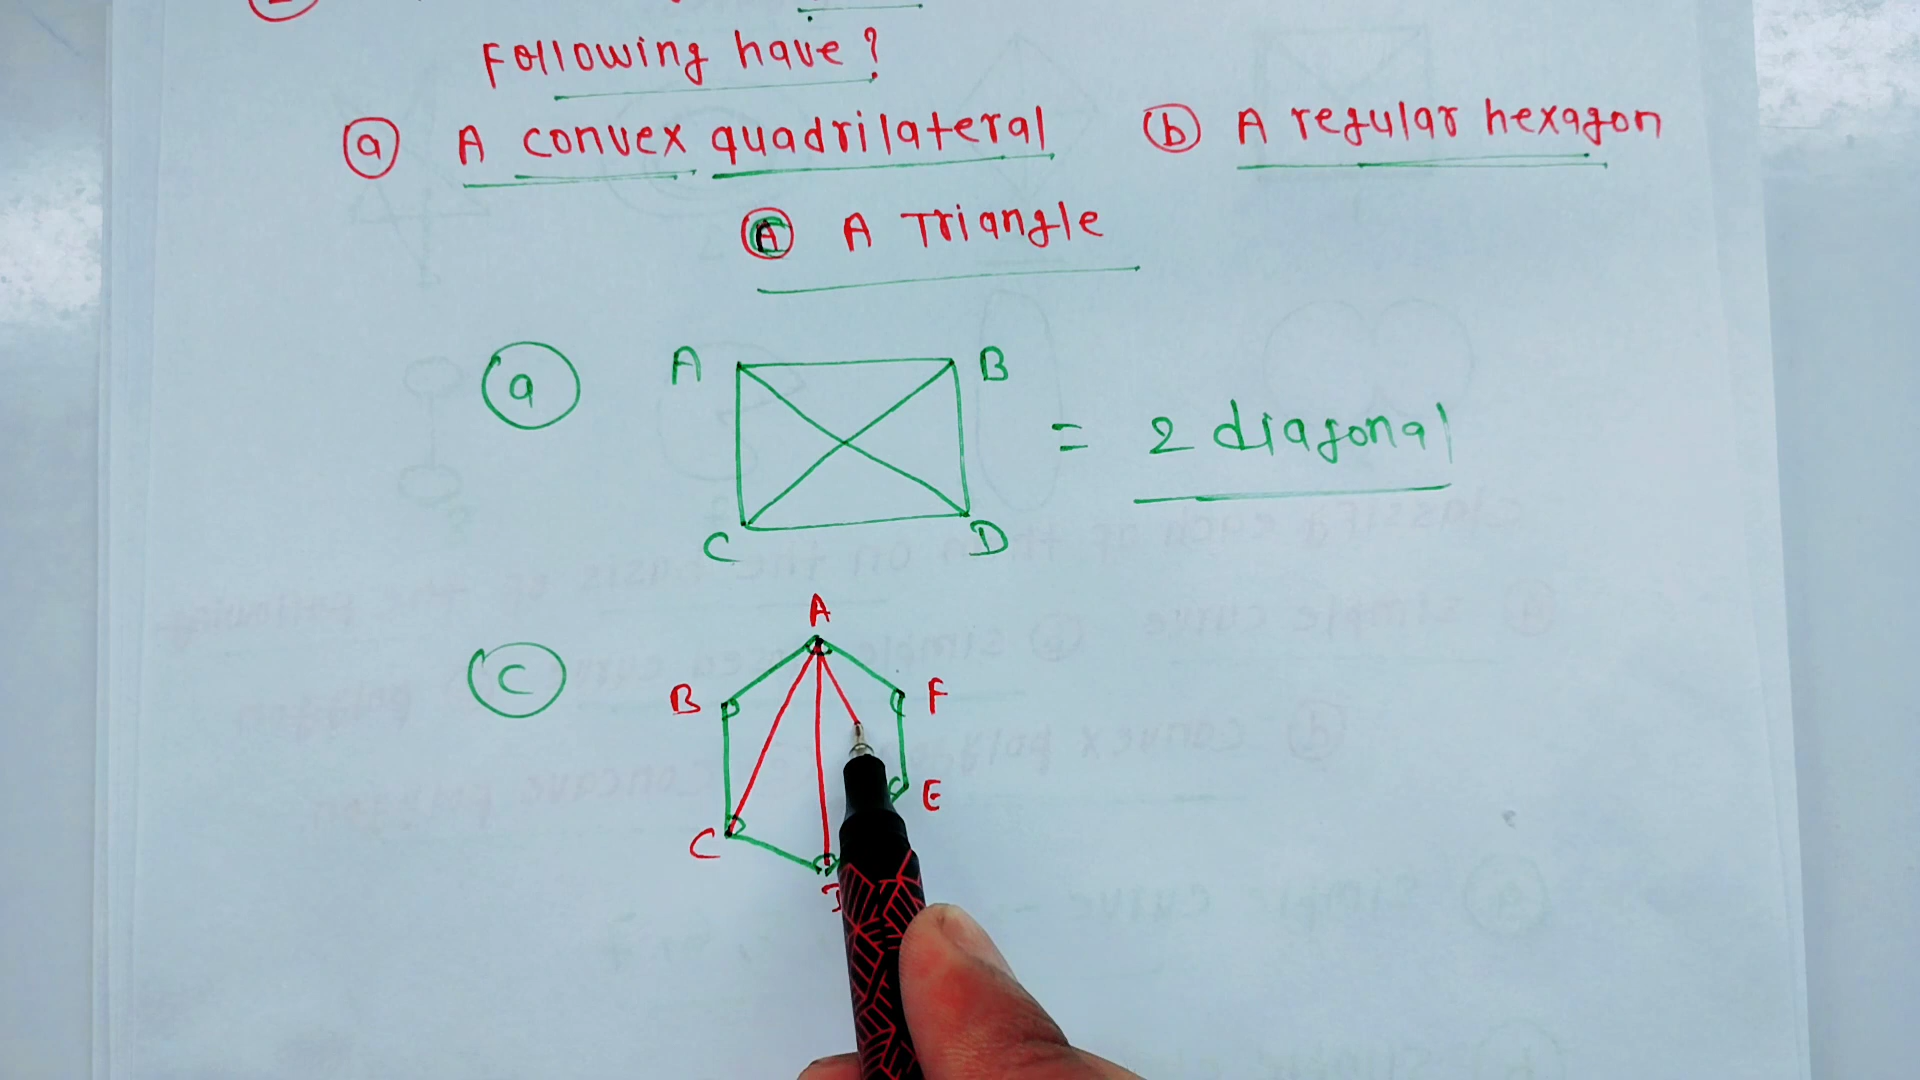 Following have?
ⓐ A convex quadrilateral ⓑ A regular hexagon
A Triangle
ⓐ A B
= 2 diagonal
C D
A
ⓒ B F
E
C